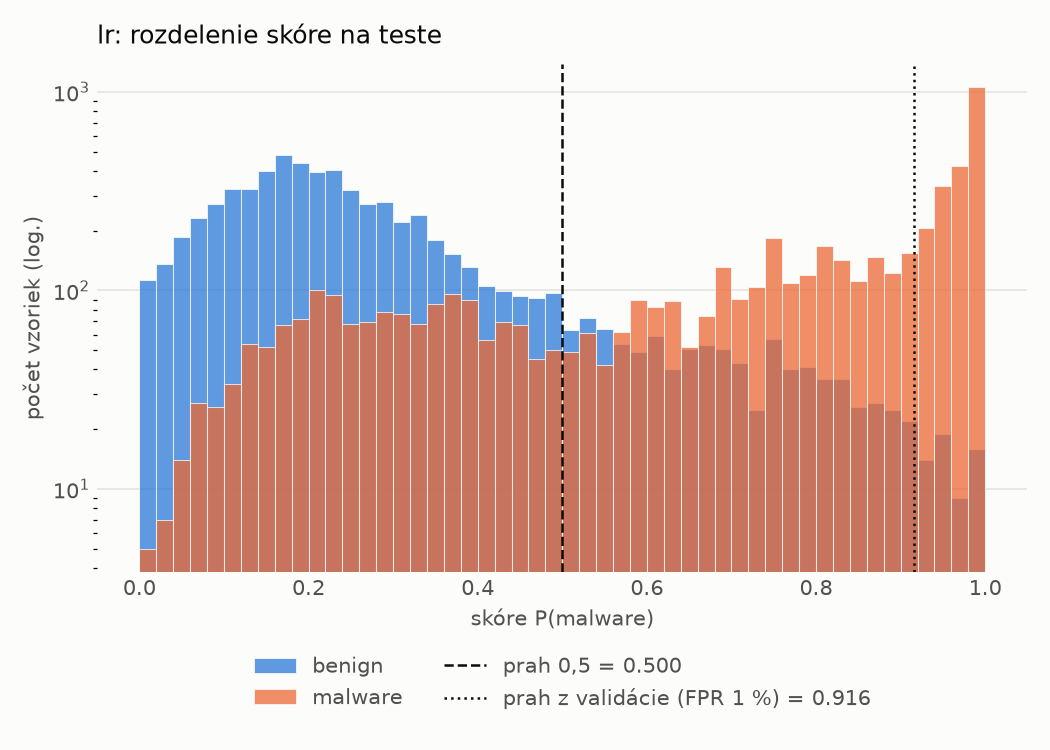 lr: rozdelenie skóre na teste
počet vzoriek (log.)
10³
10²
10¹
0.0 0.2 0.4 0.6 0.8 1.0
skóre P(malware)
benign
malware
prah 0,5 = 0.500
prah z validácie (FPR 1 %) = 0.916